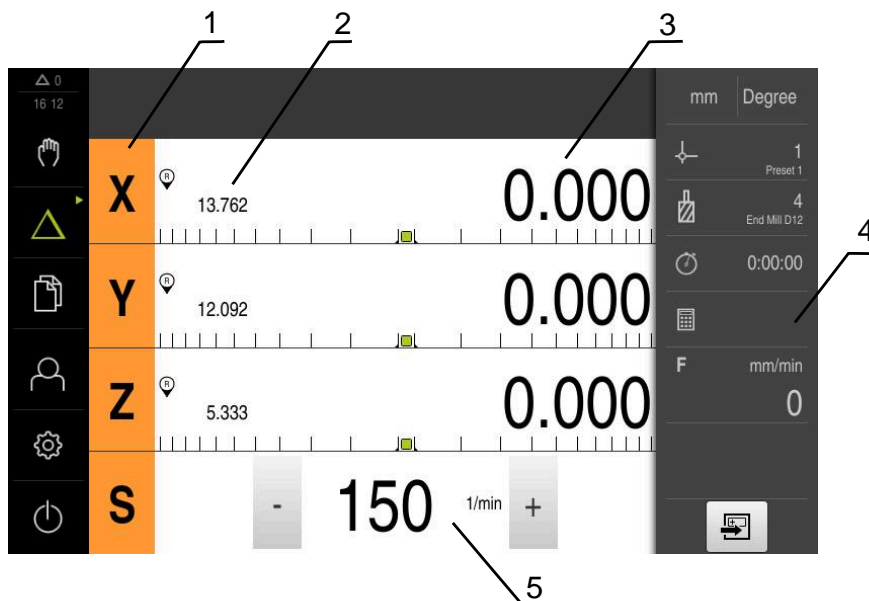 1 2 3
△ 0
16 12
mm Degree
X R 13.762 0.000
1
Preset 1
4
End Mill D12
4
0:00:00
Y R 12.092 0.000
F mm/min
0
Z R 5.333 0.000
S - 150 1/min +
5